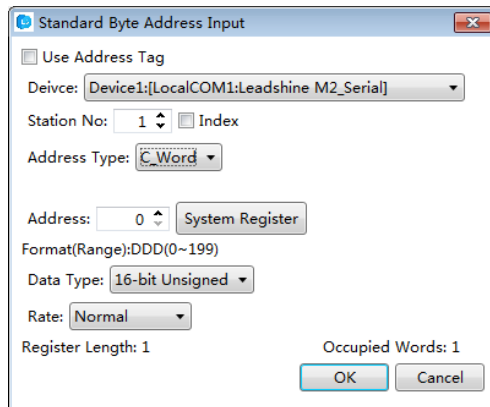 Standard Byte Address Input
Use Address Tag
Deivce: Device1:[LocalCOM1:Leadshine M2_Serial]
Station No: 1 Index
Address Type: C_Word
Address: 0 System Register
Format(Range):DDD(0~199)
Data Type: 16-bit Unsigned
Rate: Normal
Register Length: 1 Occupied Words: 1
OK Cancel